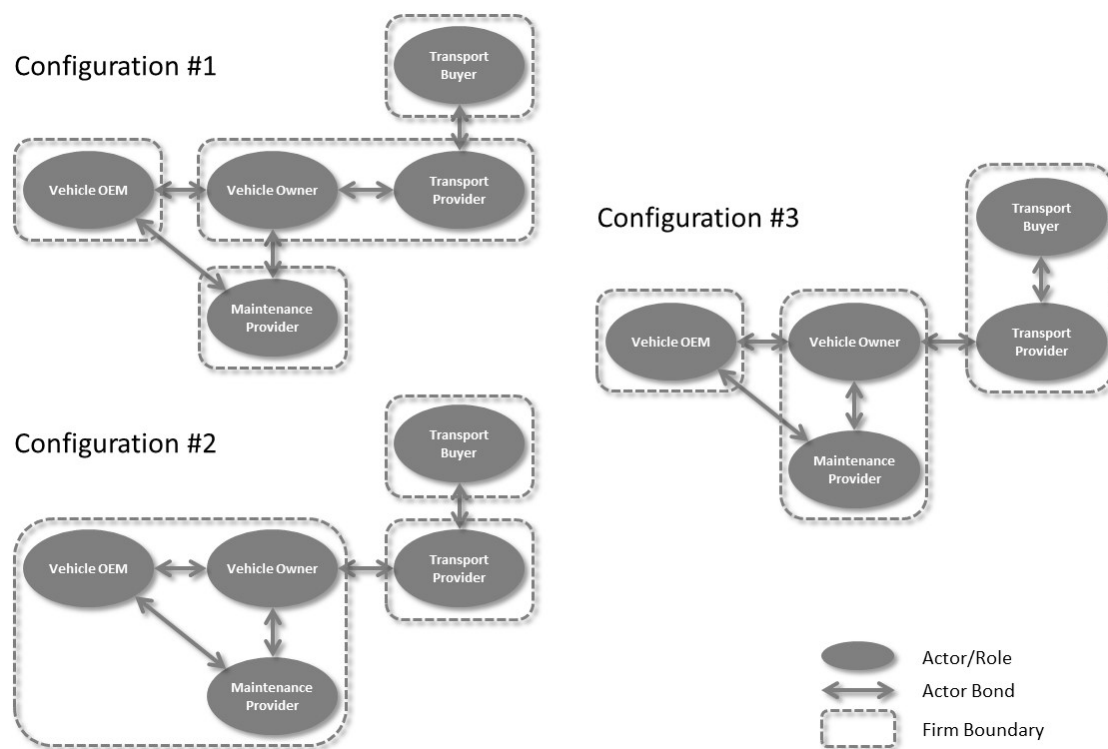 Configuration #1
Transport
Buyer
Vehicle OEM
Vehicle Owner
Transport
Provider
Maintenance
Provider
Configuration #2
Transport
Buyer
Vehicle OEM
Vehicle Owner
Transport
Provider
Maintenance
Provider
Configuration #3
Transport
Buyer
Vehicle OEM
Vehicle Owner
Transport
Provider
Maintenance
Provider
Actor/Role
Actor Bond
Firm Boundary